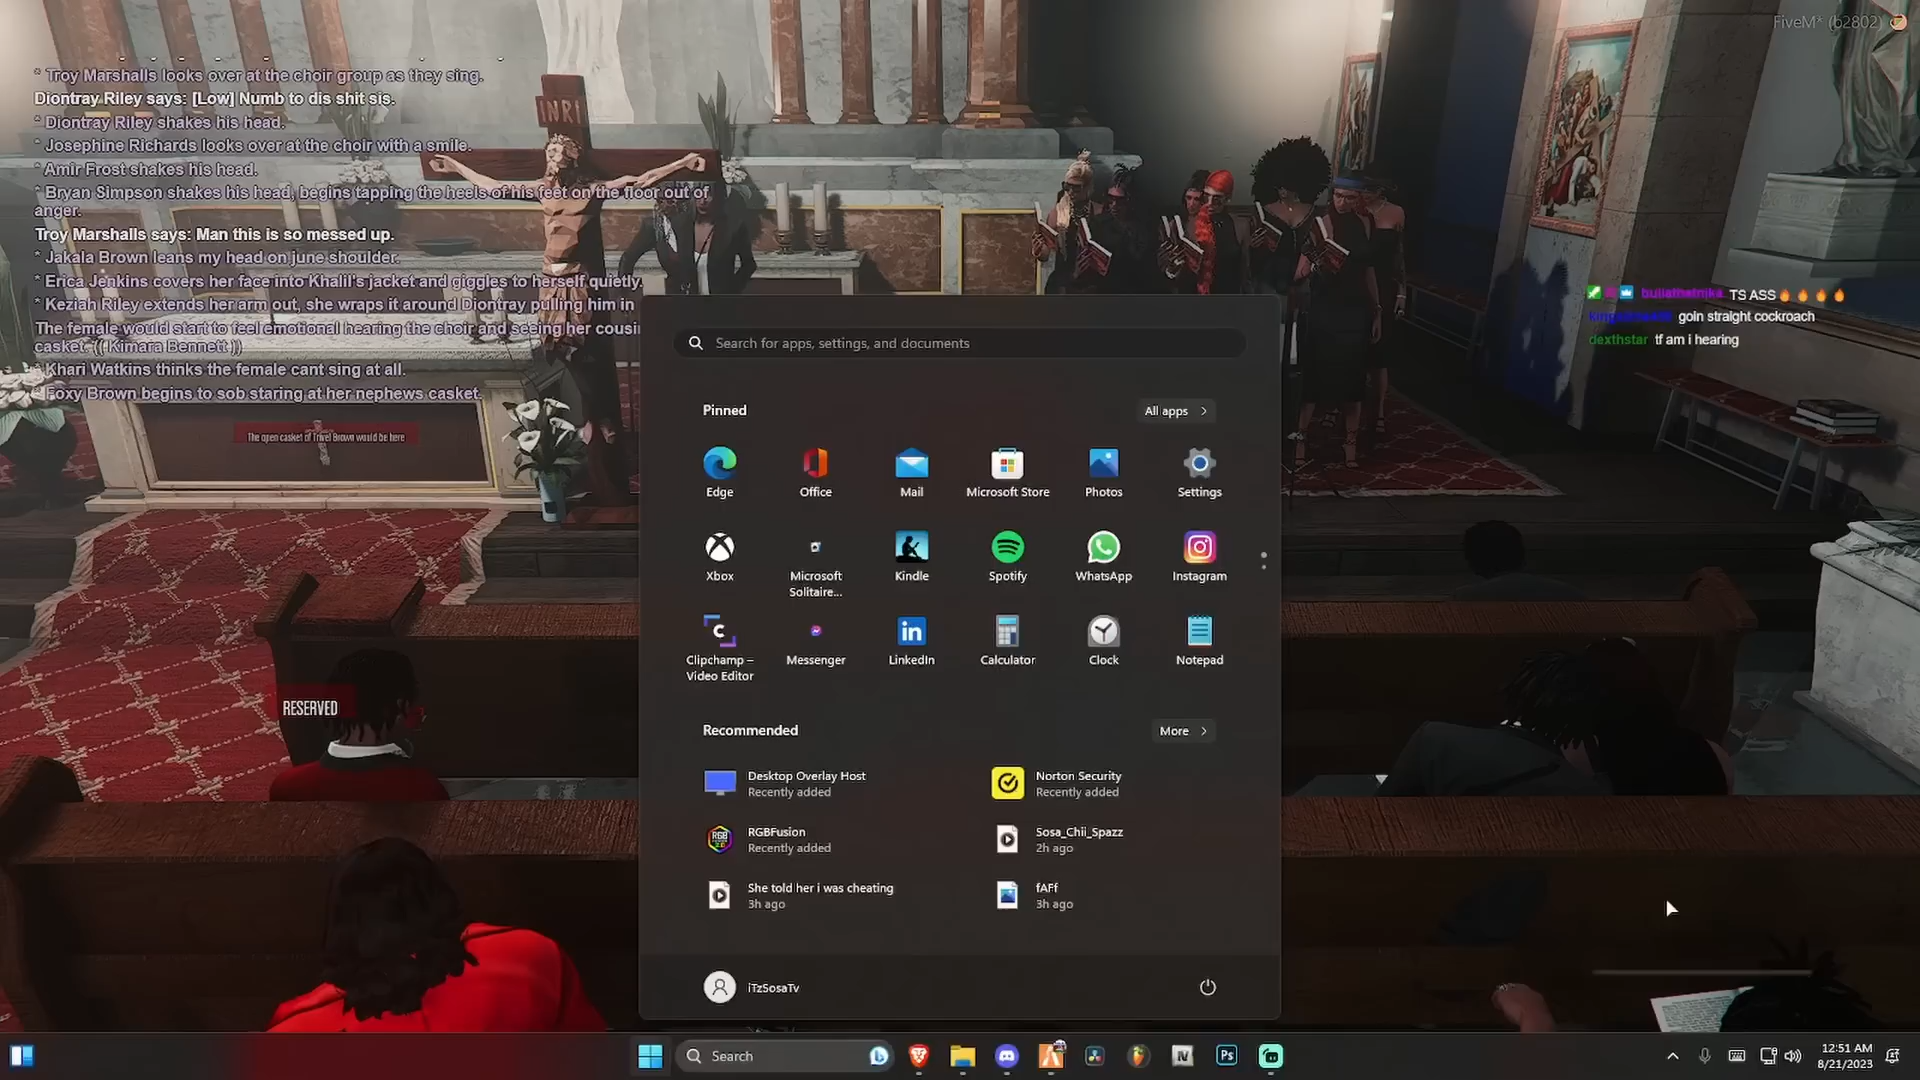 FiveM* (b2802)
* Troy Marshalls looks over at the choir group as they sing.
Diontray Riley says: [Low] Numb to dis shit sis.
* Diontray Riley shakes his head.
* Josephine Richards looks over at the choir with a smile.
* Amir Frost shakes his head.
* Bryan Simpson shakes his head, begins tapping the heels of his feet on the floor out of
anger.
Troy Marshalls says: Man this is so messed up.
* Jakala Brown leans my head on june shoulder.
* Erica Jenkins covers her face into Khalil's jacket and giggles to herself quietly.
* Keziah Riley extends her arm out, she wraps it around Diontray pulling him in
The female would start to feel emotional hearing the choir and seeing her cousin
casket. (( Kimara Bennett ))
* Khari Watkins thinks the female cant sing at all.
* Foxy Brown begins to sob staring at her nephews casket.
INRI
The open casket of Trivel Brown would be here
RESERVED
TS ASS
goin straight cockroach
dexthstar tf am i hearing
Search for apps, settings, and documents
Pinned
All apps
Edge
Office
Mail
Microsoft Store
Photos
Settings
Xbox
Microsoft
Solitaire...
Kindle
Spotify
WhatsApp
Instagram
Clipchamp –
Video Editor
Messenger
LinkedIn
Calculator
Clock
Notepad
Recommended
More
Desktop Overlay Host
Recently added
Norton Security
Recently added
RGBFusion
Recently added
Sosa_Chii_Spazz
2h ago
She told her i was cheating
3h ago
fAFf
3h ago
iTzSosaTv
Search
12:51 AM
8/21/2023